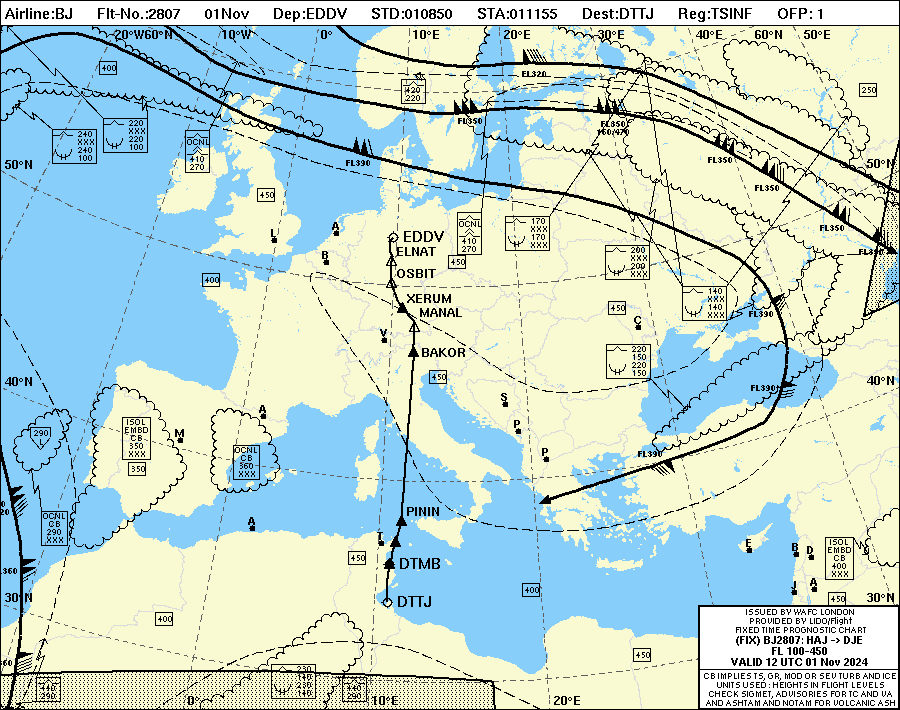 Airline:BJ Flt-No.:2807 01Nov Dep:EDDV STD:010850 STA:011155 Dest:DTTJ Reg:TSINF OFP: 1
20°W60°N 10°W 0° 10°E 20°E 30°E 40°E 60°N 50°E
400
FL320
420
220
250
240
XXX
240
100
220
XXX
220
100
OCNL
410
270
FL350
FL350
160/470
FL390
FL350
FL350
50°N
50°N
450
L
A
B
EDDV
ELNAT
OSBIT
XERUM
MANAL
BAKOR
OCNL
410
270
450
170
XXX
170
XXX
200
XXX
200
XXX
FL350
400
140
XXX
140
XXX
FL390
450
C
V
220
150
220
150
450
FL390
40°N
40°N
S
P
P
A
M
290
ISOL
EMBD
CB
350
XXX
350
OCNL
CB
360
XXX
FL390
OCNL
CB
290
XXX
A
PININ
T
DTMB
450
DTTJ
E
B
D
J
A
ISOL
EMBD
CB
400
XXX
450
400
400
30°N
30°N
450
440
290
230
XXX
440
290
0° 10°E 20°E
ISSUED BY WAFC LONDON
PROVIDED BY LIDO/Flight
FIXED TIME PROGNOSTIC CHART
(FIX) BJ2807: HAJ -> DJE
FL 100-450
VALID 12 UTC 01 Nov 2024
CB IMPLIES TS, GR, MOD OR SEV TURB AND ICE
UNITS USED : HEIGHTS IN FLIGHT LEVELS
CHECK SIGMET, ADVISORIES FOR TC AND VA
AND ASHTAM AND NOTAM FOR VOLCANIC ASH